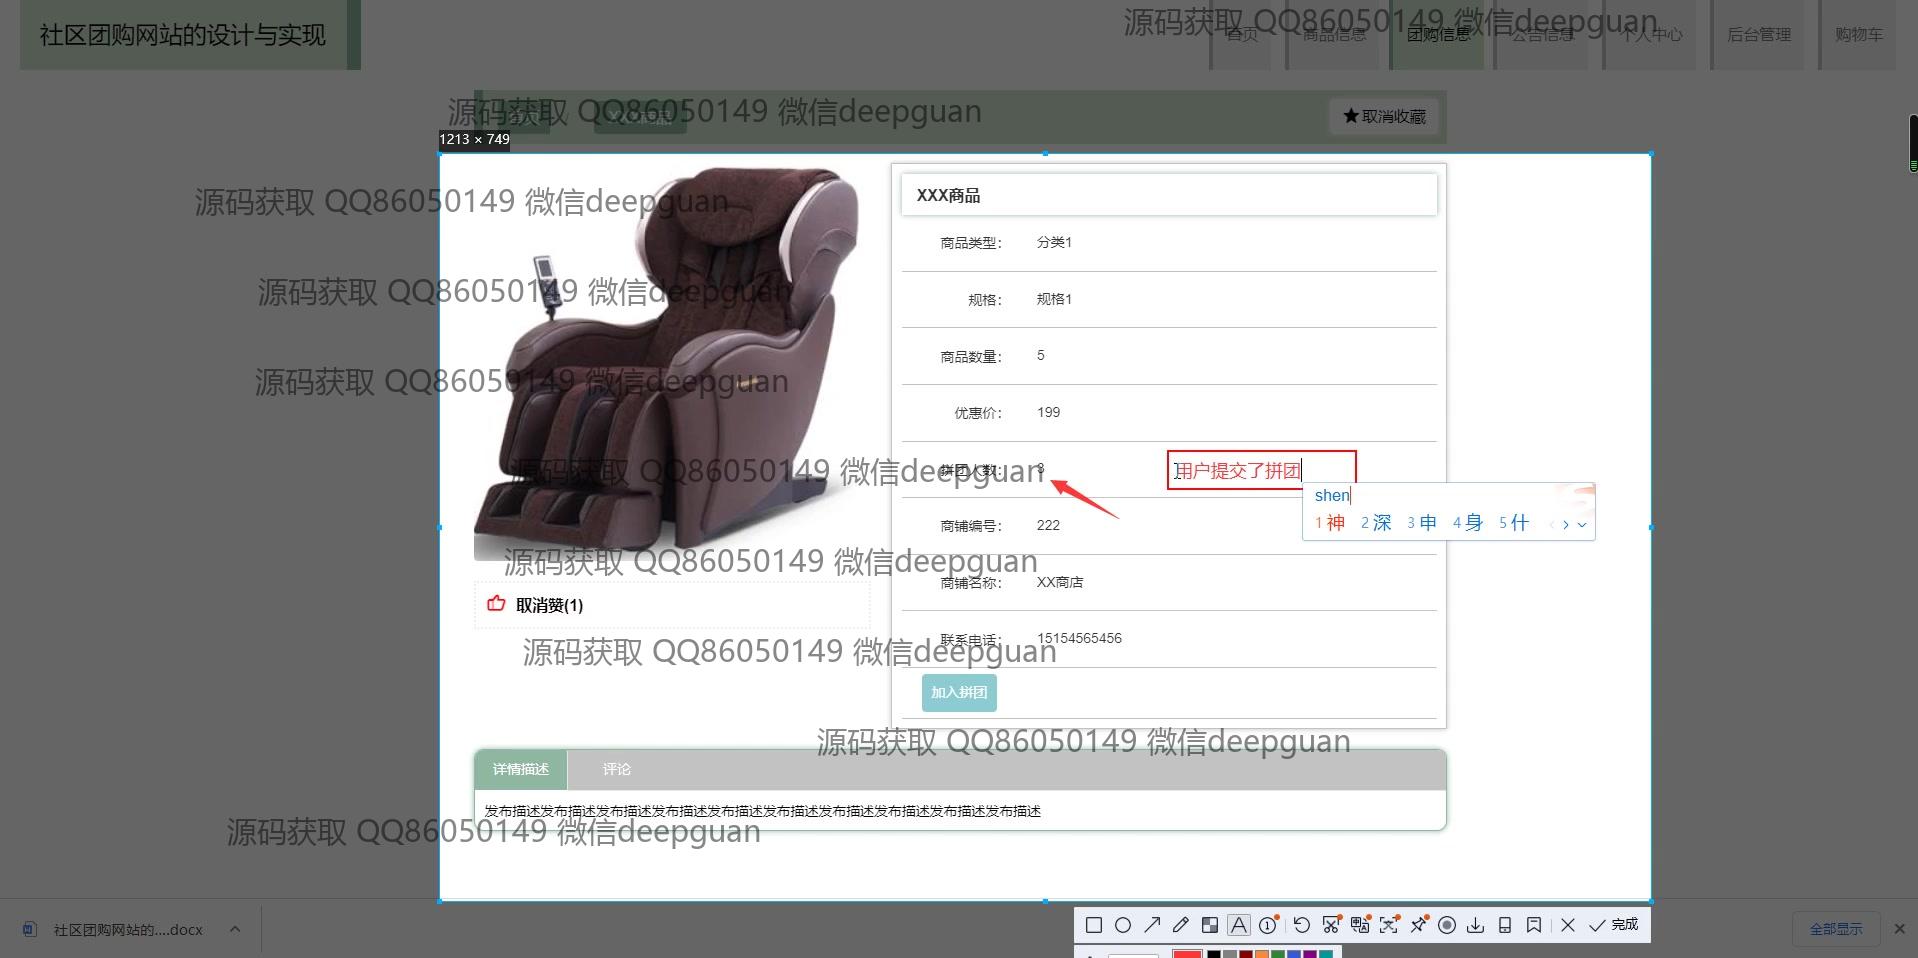 社区团购网站的设计与实现
源码获取 QQ86050149 微信deepguan
首页
商品信息
团购信息
公告信息
个人中心
后台管理
购物车
源码获取 QQ86050149 微信deepguan
首页
XXX商品
★取消收藏
1213 × 749
源码获取 QQ86050149 微信deepguan
XXX商品
商品类型： 分类1
源码获取 QQ86050149 微信deepguan
规格： 规格1
商品数量： 5
源码获取 QQ86050149 微信deepguan
优惠价： 199
源码获取 QQ86050149 微信deepguan
拼团人数： 3
用户提交了拼团
shen
1 神 2 深 3 申 4 身 5 什
商铺编号： 222
源码获取 QQ86050149 微信deepguan
商铺名称： XX商店
取消赞(1)
联系电话： 15154565456
源码获取 QQ86050149 微信deepguan
加入拼团
源码获取 QQ86050149 微信deepguan
详情描述 评论
发布描述发布描述发布描述发布描述发布描述发布描述发布描述发布描述发布描述发布描述
源码获取 QQ86050149 微信deepguan
社区团购网站的....docx
完成
全部显示